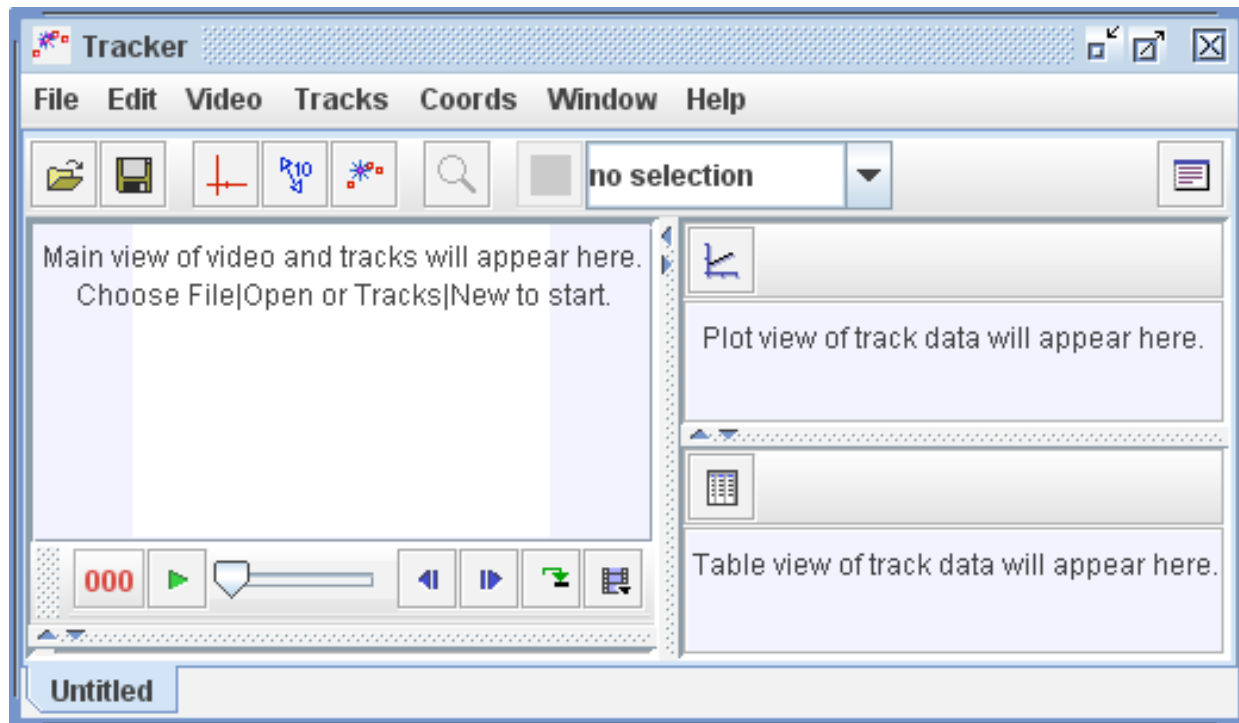 Tracker
File Edit Video Tracks Coords Window Help
10
no selection
Main view of video and tracks will appear here.
Choose File|Open or Tracks|New to start.
Plot view of track data will appear here.
Table view of track data will appear here.
000
Untitled